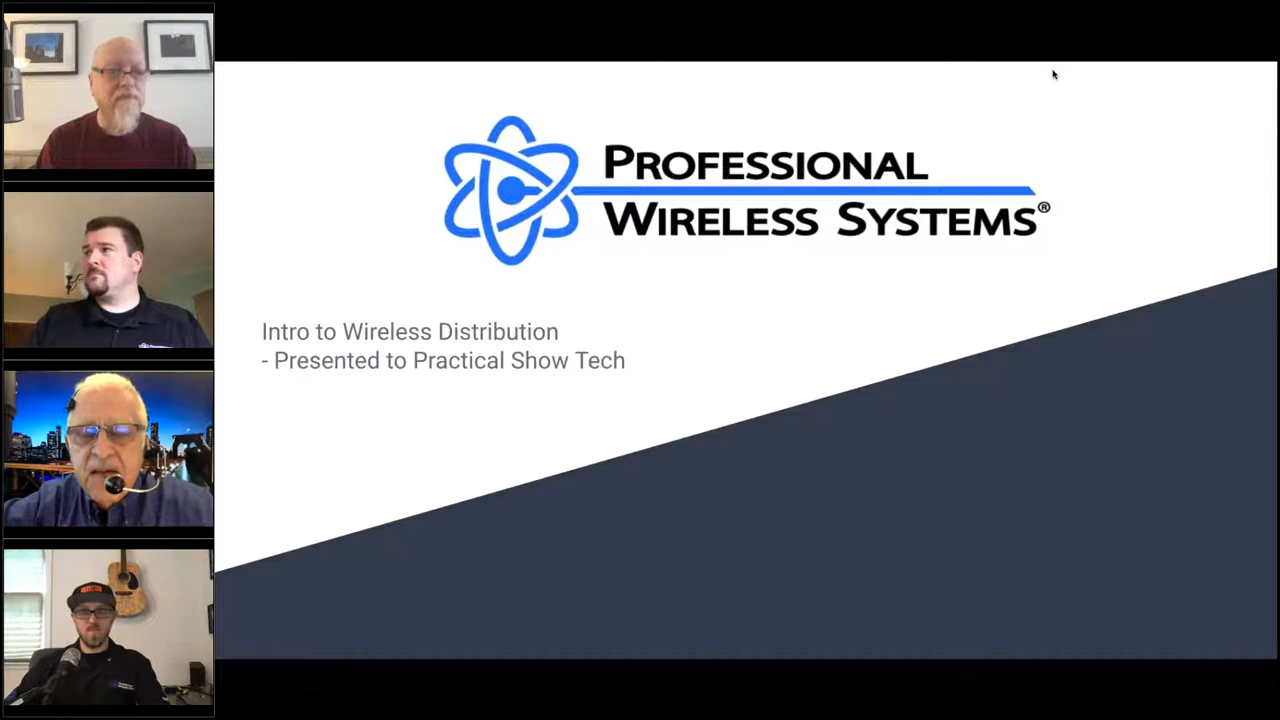 PROFESSIONAL
WIRELESS SYSTEMS®
Intro to Wireless Distribution
- Presented to Practical Show Tech